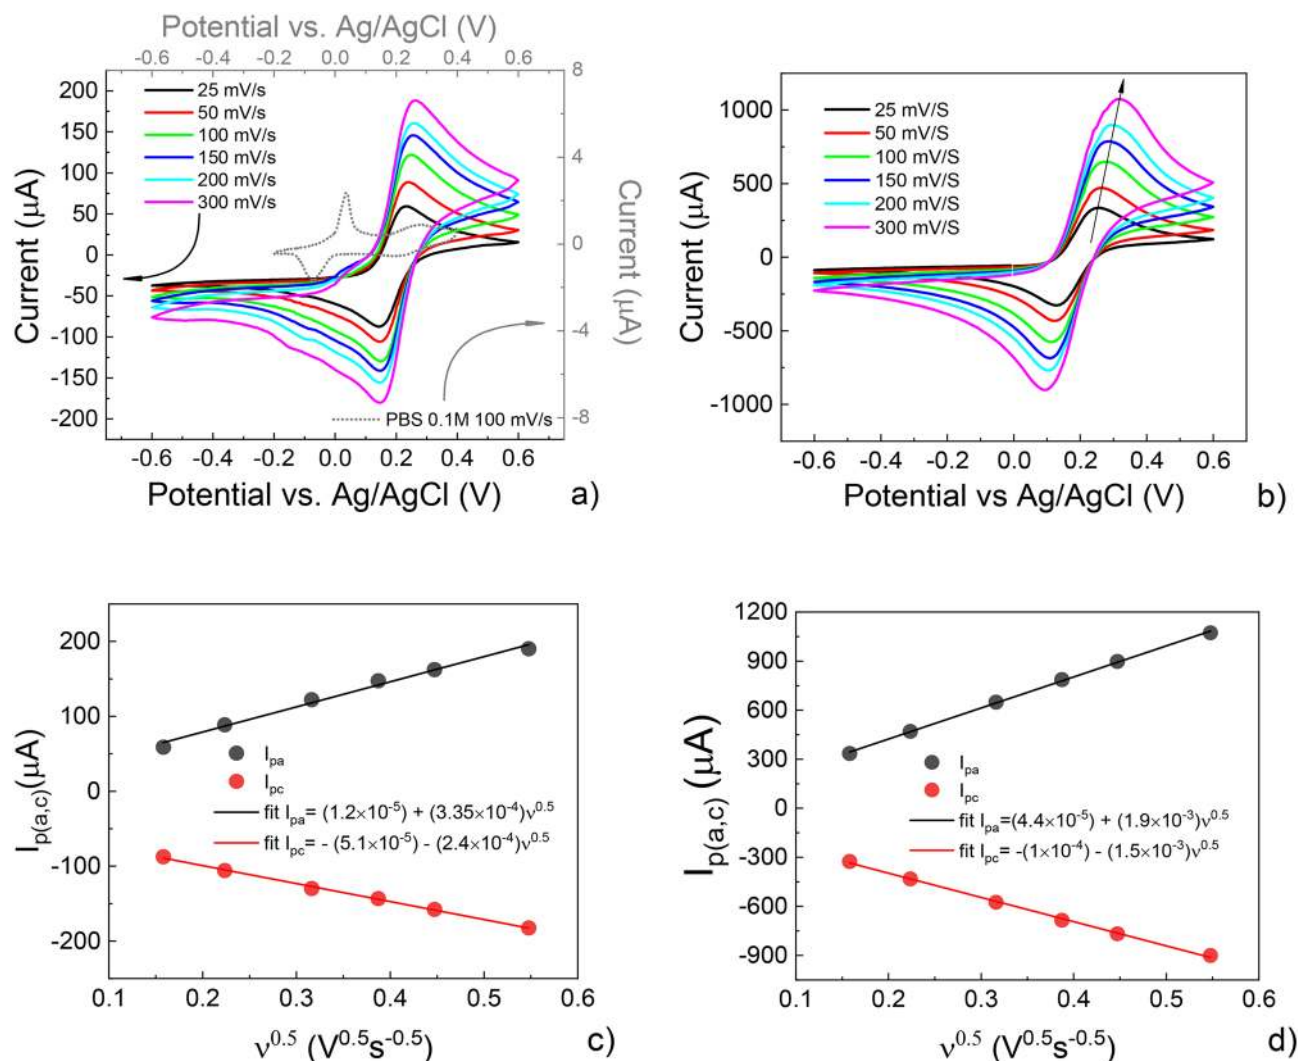 Potential vs. Ag/AgCl (V)
-0.6 -0.4 -0.2 0.0 0.2 0.4 0.6
200
150
100
50
0
-50
-100
-150
-200
Current (µA)
25 mV/s
50 mV/s
100 mV/s
150 mV/s
200 mV/s
300 mV/s
8
4
0
-4
-8
Current (µA)
PBS 0.1M 100 mV/s
-0.6 -0.4 -0.2 0.0 0.2 0.4 0.6
Potential vs. Ag/AgCl (V)
a)
1000
500
0
-500
-1000
Current (µA)
25 mV/S
50 mV/S
100 mV/S
150 mV/S
200 mV/S
300 mV/S
-0.6 -0.4 -0.2 0.0 0.2 0.4 0.6
Potential vs Ag/AgCl (V)
b)
200
100
0
-100
-200
I_p(a,c)(µA)
I_pa
I_pc
fit I_pa= (1.2×10⁻⁵) + (3.35×10⁻⁴)ν^0.5
fit I_pc= - (5.1×10⁻⁵) - (2.4×10⁻⁴)ν^0.5
0.1 0.2 0.3 0.4 0.5 0.6
ν^0.5 (V^0.5s^-0.5)
c)
1200
900
600
300
0
-300
-600
-900
I_p(a,c) (µA)
I_pa
I_pc
fit I_pa=(4.4×10⁻⁵) + (1.9×10⁻³)ν^0.5
fit I_pc= -(1×10⁻⁴) - (1.5×10⁻³)ν^0.5
0.1 0.2 0.3 0.4 0.5 0.6
ν^0.5 (V^0.5s^-0.5)
d)